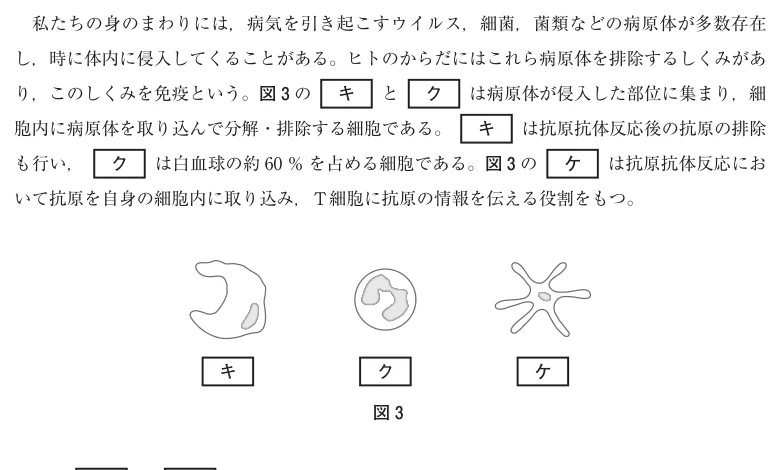 私たちの身のまわりには，病気を引き起こすウイルス，細菌，菌類などの病原体が多数存在
し，時に体内に侵入してくることがある。ヒトのからだにはこれら病原体を排除するしくみがあ
り，このしくみを免疫という。図3の キ と ク は病原体が侵入した部位に集まり，細
胞内に病原体を取り込んで分解・排除する細胞である。 キ は抗原抗体反応後の抗原の排除
も行い， ク は白血球の約60 % を占める細胞である。図3の ケ は抗原抗体反応にお
いて抗原を自身の細胞内に取り込み，T細胞に抗原の情報を伝える役割をもつ。
キ ク ケ
図3